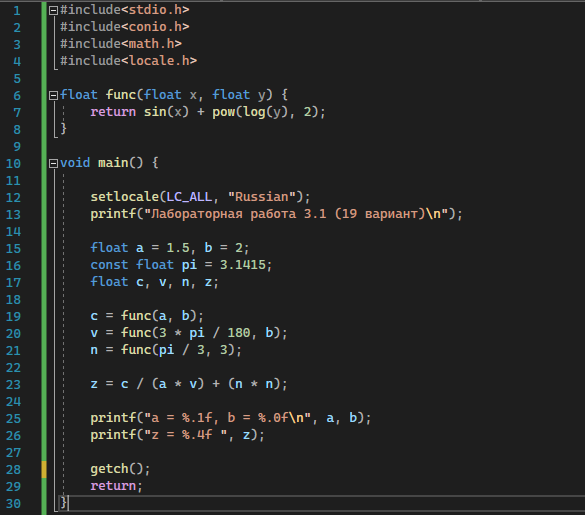 1 #include<stdio.h>
2 #include<conio.h>
3 #include<math.h>
4 #include<locale.h>
5
6 float func(float x, float y) {
7     return sin(x) + pow(log(y), 2);
8 }
9
10 void main() {
11
12     setlocale(LC_ALL, "Russian");
13     printf("Лабораторная работа 3.1 (19 вариант)\n");
14
15     float a = 1.5, b = 2;
16     const float pi = 3.1415;
17     float c, v, n, z;
18
19     c = func(a, b);
20     v = func(3 * pi / 180, b);
21     n = func(pi / 3, 3);
22
23     z = c / (a * v) + (n * n);
24
25     printf("a = %.1f, b = %.0f\n", a, b);
26     printf("z = %.4f ", z);
27
28     getch();
29     return;
30 }